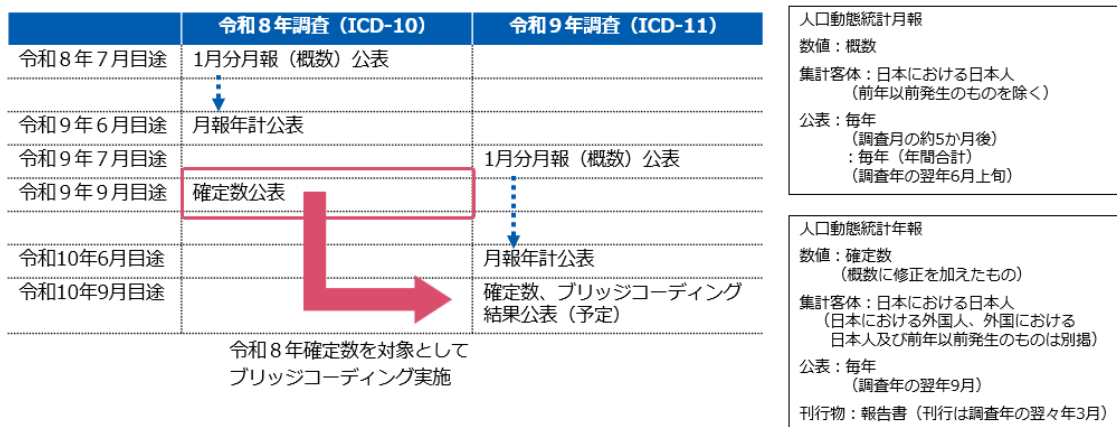 令和８年調査（ICD-10）　令和９年調査（ICD-11）
令和８年７月目途　1月分月報（概数）公表
令和９年６月目途　月報年計公表
令和９年７月目途　1月分月報（概数）公表
令和９年９月目途　確定数公表
令和10年6月目途　月報年計公表
令和10年9月目途　確定数、ブリッジコーディング
結果公表（予定）
令和８年確定数を対象として
ブリッジコーディング実施
人口動態統計月報
数値：概数
集計客体：日本における日本人
（前年以前発生のものを除く）
公表：毎年
（調査月の約5か月後）
：毎年（年間合計）
（調査年の翌年6月上旬）
人口動態統計年報
数値：確定数
（概数に修正を加えたもの）
集計客体：日本における日本人
（日本における外国人、外国における
日本人及び前年以前発生のものは別掲）
公表：毎年
（調査年の翌年9月）
刊行物：報告書（刊行は調査年の翌々年3月）